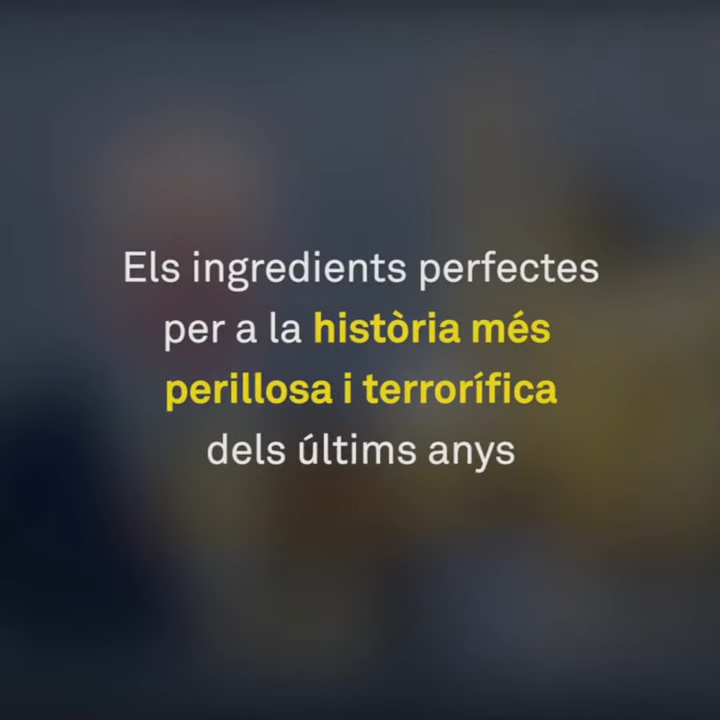 Els ingredients perfectes
per a la història més
perillosa i terrorífica
dels últims anys